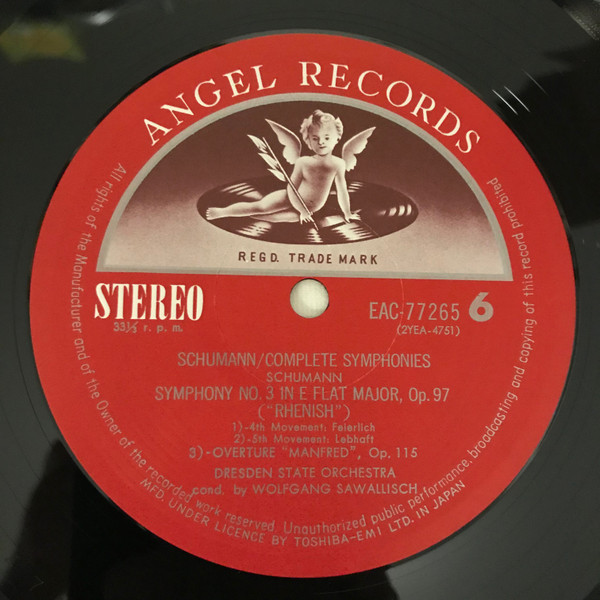 ANGEL RECORDS
REGD. TRADE MARK
STEREO
33⅓ r. p. m.
EAC-77265 6
(2YEA-4751)
SCHUMANN/COMPLETE SYMPHONIES
SCHUMANN
SYMPHONY NO. 3 IN E FLAT MAJOR, Op. 97
("RHENISH")
1)-4th Movement: Feierlich
2)-5th Movement: Lebhaft
3)-OVERTURE "MANFRED", Op. 115
DRESDEN STATE ORCHESTRA
cond. by WOLFGANG SAWALLISCH
All rights of the Manufacturer and of the Owner of the recorded work reserved. Unauthorized public performance, broadcasting and copying of this record prohibited
MFD. UNDER LICENCE BY TOSHIBA-EMI LTD. IN JAPAN